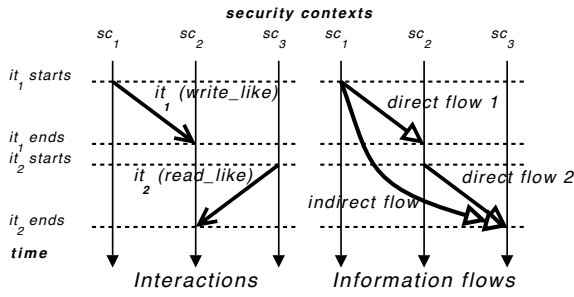 security contexts
sc1 sc2 sc3 sc1 sc2 sc3
it1 starts
it1 (write_like)
direct flow 1
it1 ends
it2 starts
it2 (read_like)
direct flow 2
indirect flow
it2 ends
time
Interactions Information flows